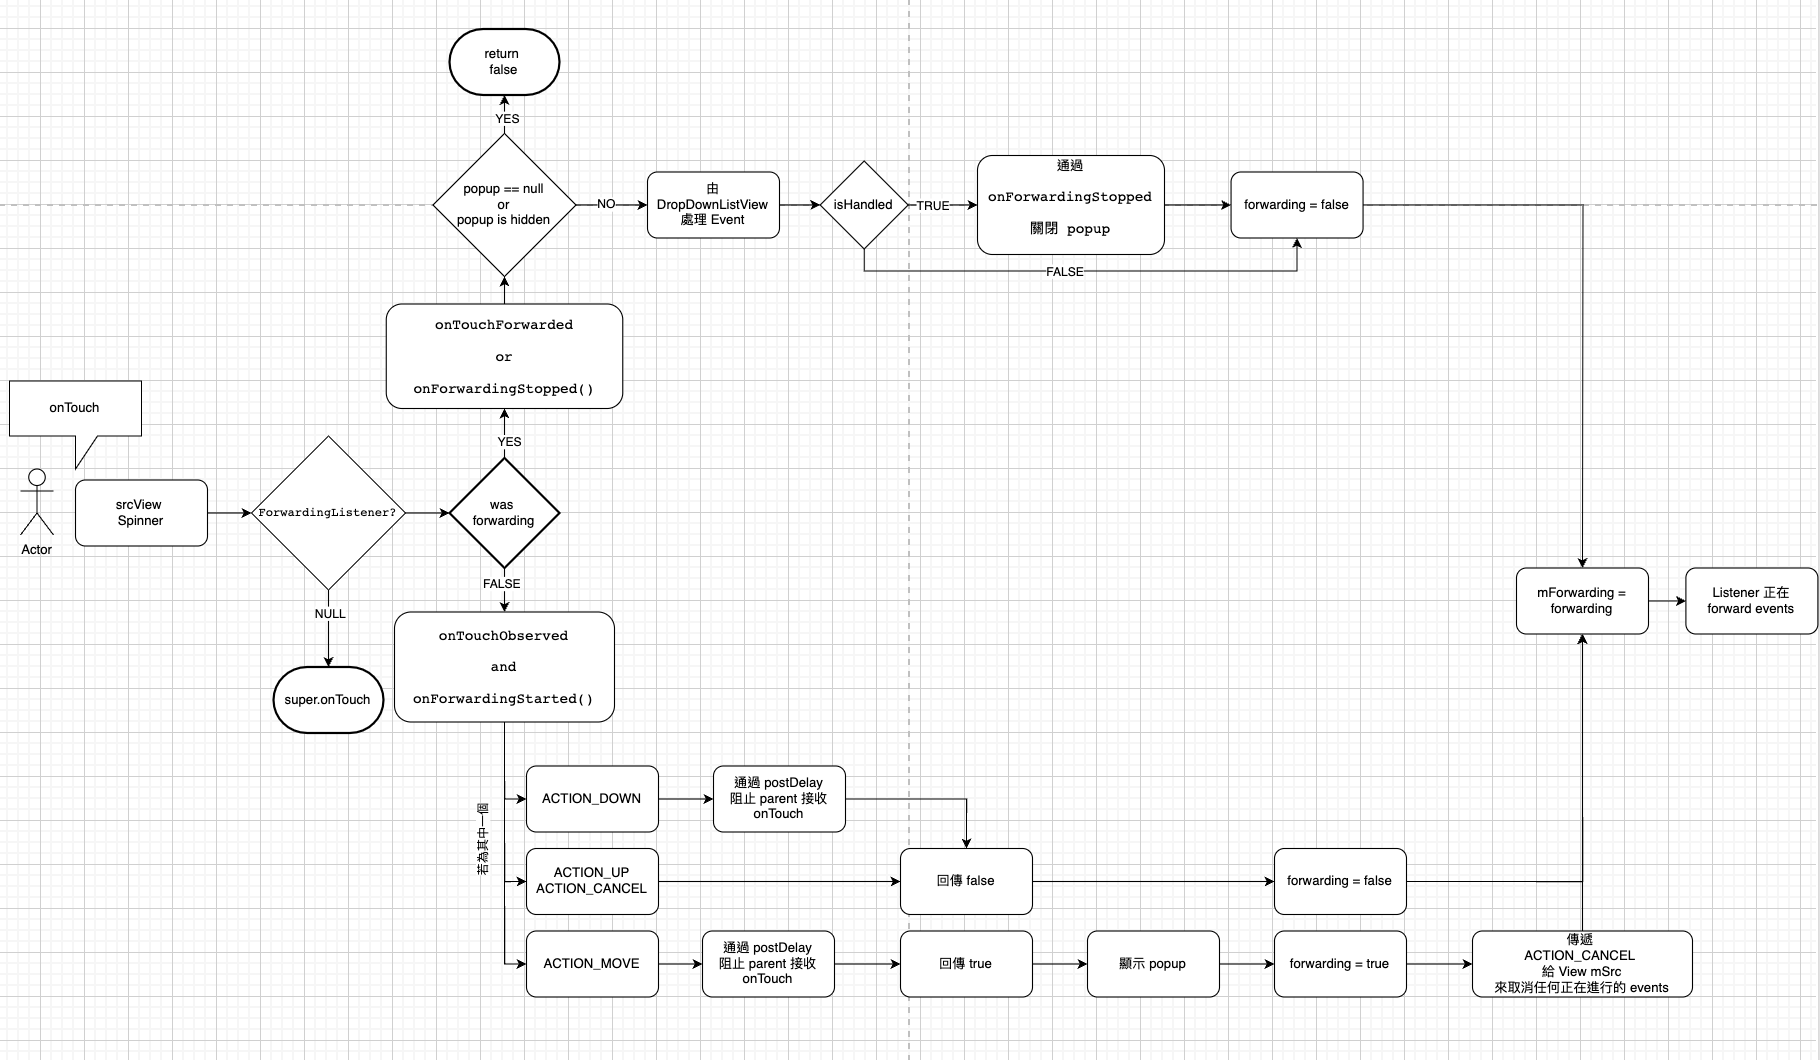 return
false
YES
popup == null
or
popup is hidden
NO
由
DropDownListView
處理 Event
isHandled
TRUE
通過
onForwardingStopped
關閉 popup
forwarding = false
FALSE
onTouchForwarded
or
onForwardingStopped()
YES
onTouch
Actor
srcView
Spinner
ForwardingListener?
was
forwarding
NULL
super.onTouch
FALSE
onTouchObserved
and
onForwardingStarted()
mForwarding =
forwarding
Listener 正在
forward events
若為其中一個
ACTION_DOWN
通過 postDelay
阻止 parent 接收
onTouch
ACTION_UP
ACTION_CANCEL
回傳 false
forwarding = false
ACTION_MOVE
通過 postDelay
阻止 parent 接收
onTouch
回傳 true
顯示 popup
forwarding = true
傳遞
ACTION_CANCEL
給 View mSrc
來取消任何正在進行的 events